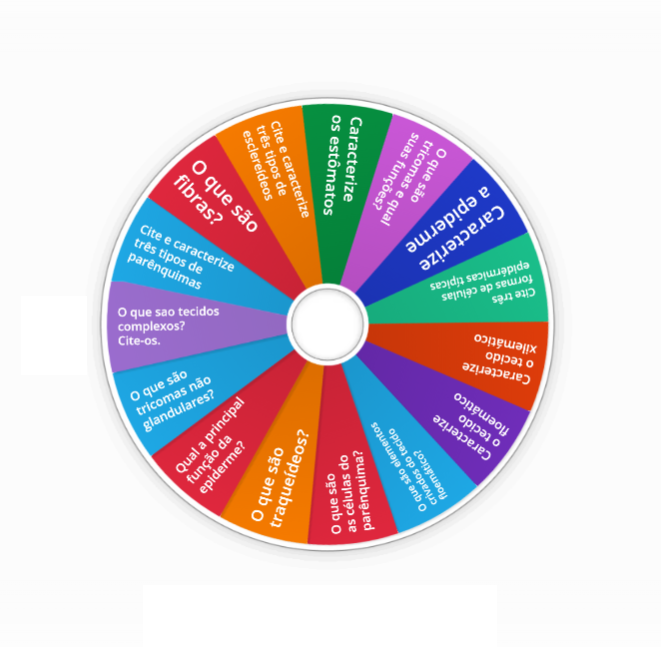 Caracterize
os estômatos
O que são
tricomas e qual
suas funções?
Caracterize
a epiderme
Cite três
formas de células
epidérmicas típicas
Caracterize
o tecido
xilemático
Caracterize
o tecido
floemático
O que são elementos
crivados do tecido
floemático?
O que são
as células do
parênquima?
O que são
traqueídeos?
Qual a principal
função da
epiderme?
O que são
tricomas não
glandulares?
O que sao tecidos
complexos?
Cite-os.
Cite e caracterize
três tipos de
parênquimas
O que são
fibras?
Cite e caracterize
três tipos de
esclereídeos